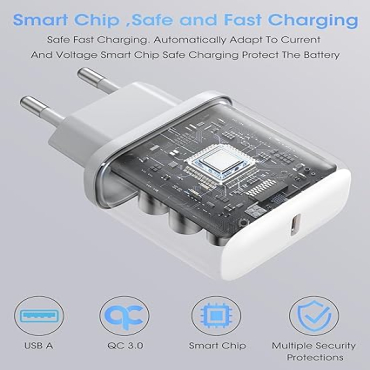 Smart Chip ,Safe and Fast Charging
Safe Fast Charging. Automatically Adapt To Current
And Voltage Smart Chip Safe Charging Protect The Battery
USB A
QC 3.0
Smart Chip
Multiple Security
Protections